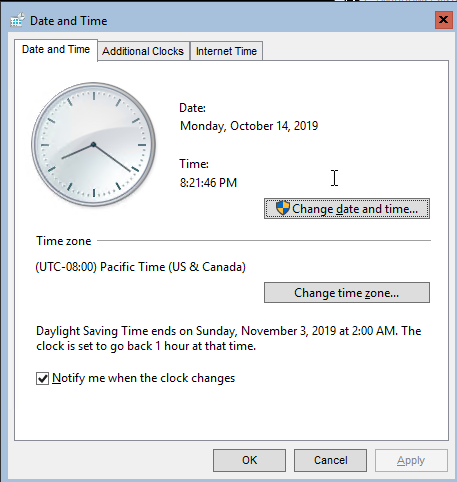 Date and Time
Date and Time
Additional Clocks
Internet Time
Date:
Monday, October 14, 2019
Time:
8:21:46 PM
Change date and time...
Time zone
(UTC-08:00) Pacific Time (US & Canada)
Change time zone...
Daylight Saving Time ends on Sunday, November 3, 2019 at 2:00 AM. The
clock is set to go back 1 hour at that time.
Notify me when the clock changes
OK
Cancel
Apply